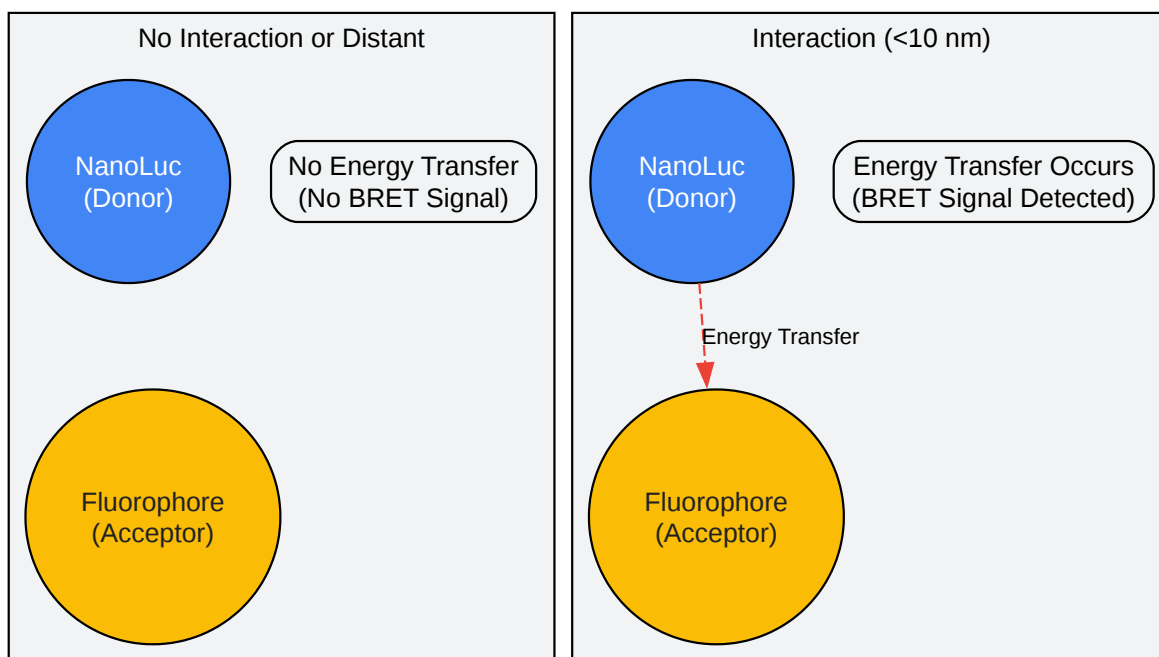 No Interaction or Distant
NanoLuc
(Donor)
No Energy Transfer
(No BRET Signal)
Fluorophore
(Acceptor)
Interaction (<10 nm)
NanoLuc
(Donor)
Energy Transfer Occurs
(BRET Signal Detected)
Energy Transfer
Fluorophore
(Acceptor)